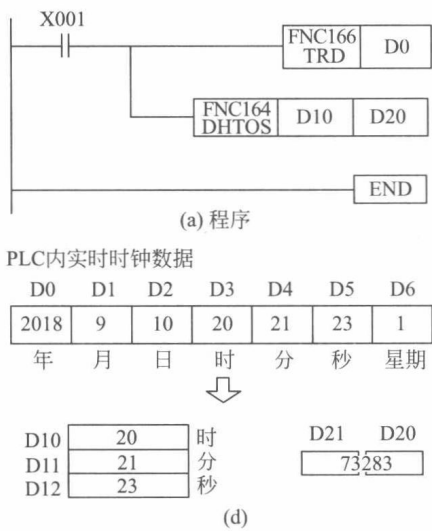 X001
FNC166 TRD D0
FNC164 DHTOS D10 D20
END
(a) 程序
PLC内实时时钟数据
D0 D1 D2 D3 D4 D5 D6
2018 9 10 20 21 23 1
年 月 日 时 分 秒 星期
D10 20 时
D11 21 分
D12 23 秒
D21 D20
73283
(d)